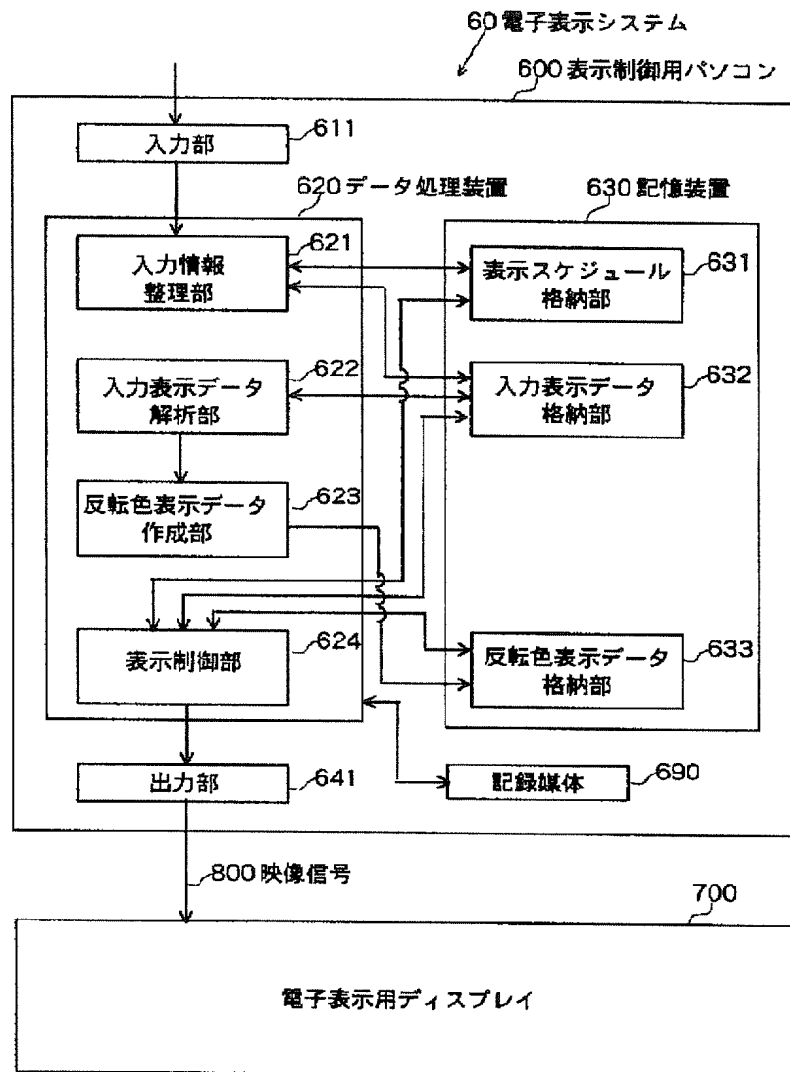 60 電子表示システム
600 表示制御用パソコン
入力部
611
620 データ処理装置
630 記憶装置
入力情報
整理部
621
表示スケジュール
格納部
631
入力表示データ
解析部
622
入力表示データ
格納部
632
反転色表示データ
作成部
623
表示制御部
624
反転色表示データ
格納部
633
出力部
641
記録媒体
690
800 映像信号
700
電子表示用ディスプレイ